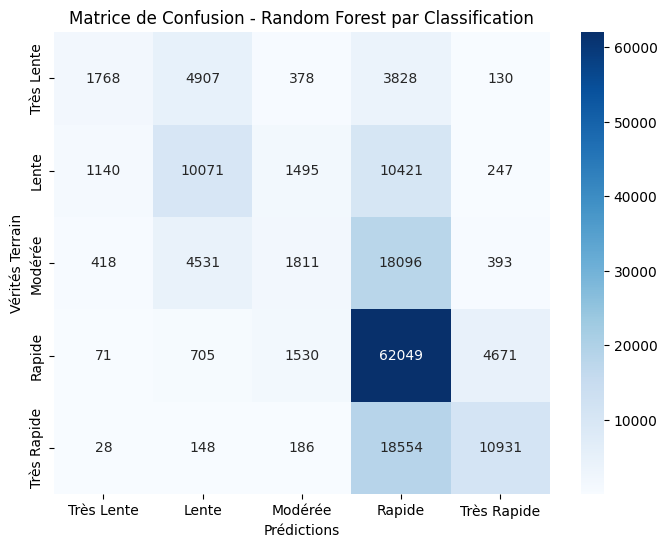 Matrice de Confusion - Random Forest par Classification
Vérités Terrain
Très Lente
1768 4907 378 3828 130
Lente
1140 10071 1495 10421 247
Modérée
418 4531 1811 18096 393
Rapide
71 705 1530 62049 4671
Très Rapide
28 148 186 18554 10931
Très Lente Lente Modérée Rapide Très Rapide
Prédictions
60000
50000
40000
30000
20000
10000